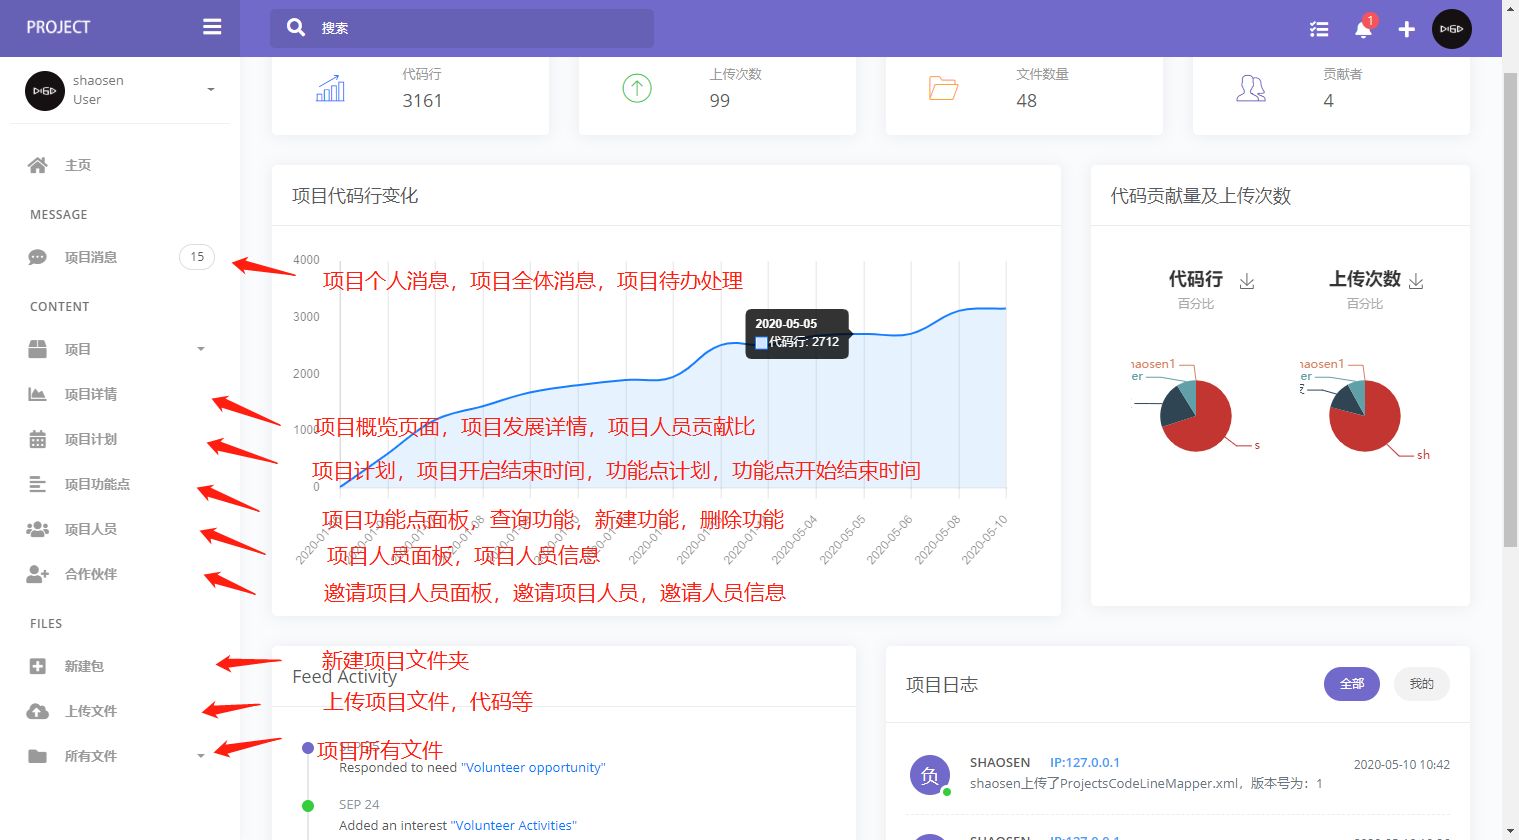 PROJECT
搜索
1
DIGD
DIGD
shaosen
User
主页
MESSAGE
项目消息
15
CONTENT
项目
项目详情
项目计划
项目功能点
项目人员
合作伙伴
FILES
新建包
上传文件
所有文件
代码行
3161
上传次数
99
文件数量
48
贡献者
4
项目代码行变化
4000
3000
2000
1000
0
2020-05-05
代码行: 2712
2020-05-04
2020-05-05
2020-05-06
2020-05-08
2020-05-10
项目个人消息，项目全体消息，项目待办处理
项目概览页面，项目发展详情，项目人员贡献比
项目计划，项目开启结束时间，功能点计划，功能点开始结束时间
项目功能点面板，查询功能，新建功能，删除功能
项目人员面板，项目人员信息
邀请项目人员面板，邀请项目人员，邀请人员信息
新建项目文件夹
上传项目文件，代码等
项目所有文件
代码贡献量及上传次数
代码行
百分比
上传次数
百分比
haosen1
er
s
haosen1
er
sh
Feed Activity
Responded to need "Volunteer opportunity"
SEP 24
Added an interest "Volunteer Activities"
项目日志
全部
我的
负
SHAOSEN
IP:127.0.0.1
2020-05-10 10:42
shaosen上传了ProjectsCodeLineMapper.xml，版本号为：1
SHAOSEN
IP:127.0.0.1